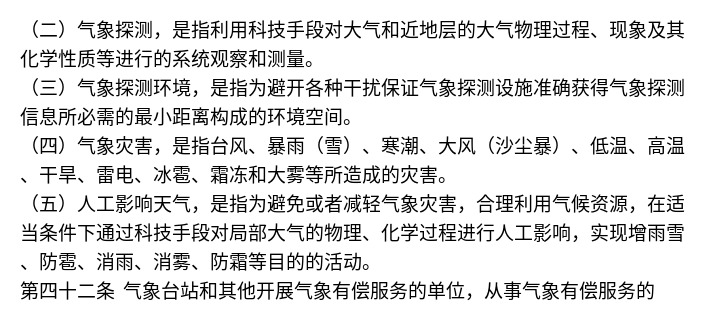 （二）气象探测，是指利用科技手段对大气和近地层的大气物理过程、现象及其
化学性质等进行的系统观察和测量。
（三）气象探测环境，是指为避开各种干扰保证气象探测设施准确获得气象探测
信息所必需的最小距离构成的环境空间。
（四）气象灾害，是指台风、暴雨（雪）、寒潮、大风（沙尘暴）、低温、高温
、干旱、雷电、冰雹、霜冻和大雾等所造成的灾害。
（五）人工影响天气，是指为避免或者减轻气象灾害，合理利用气候资源，在适
当条件下通过科技手段对局部大气的物理、化学过程进行人工影响，实现增雨雪
、防雹、消雨、消雾、防霜等目的的活动。
第四十二条 气象台站和其他开展气象有偿服务的单位，从事气象有偿服务的